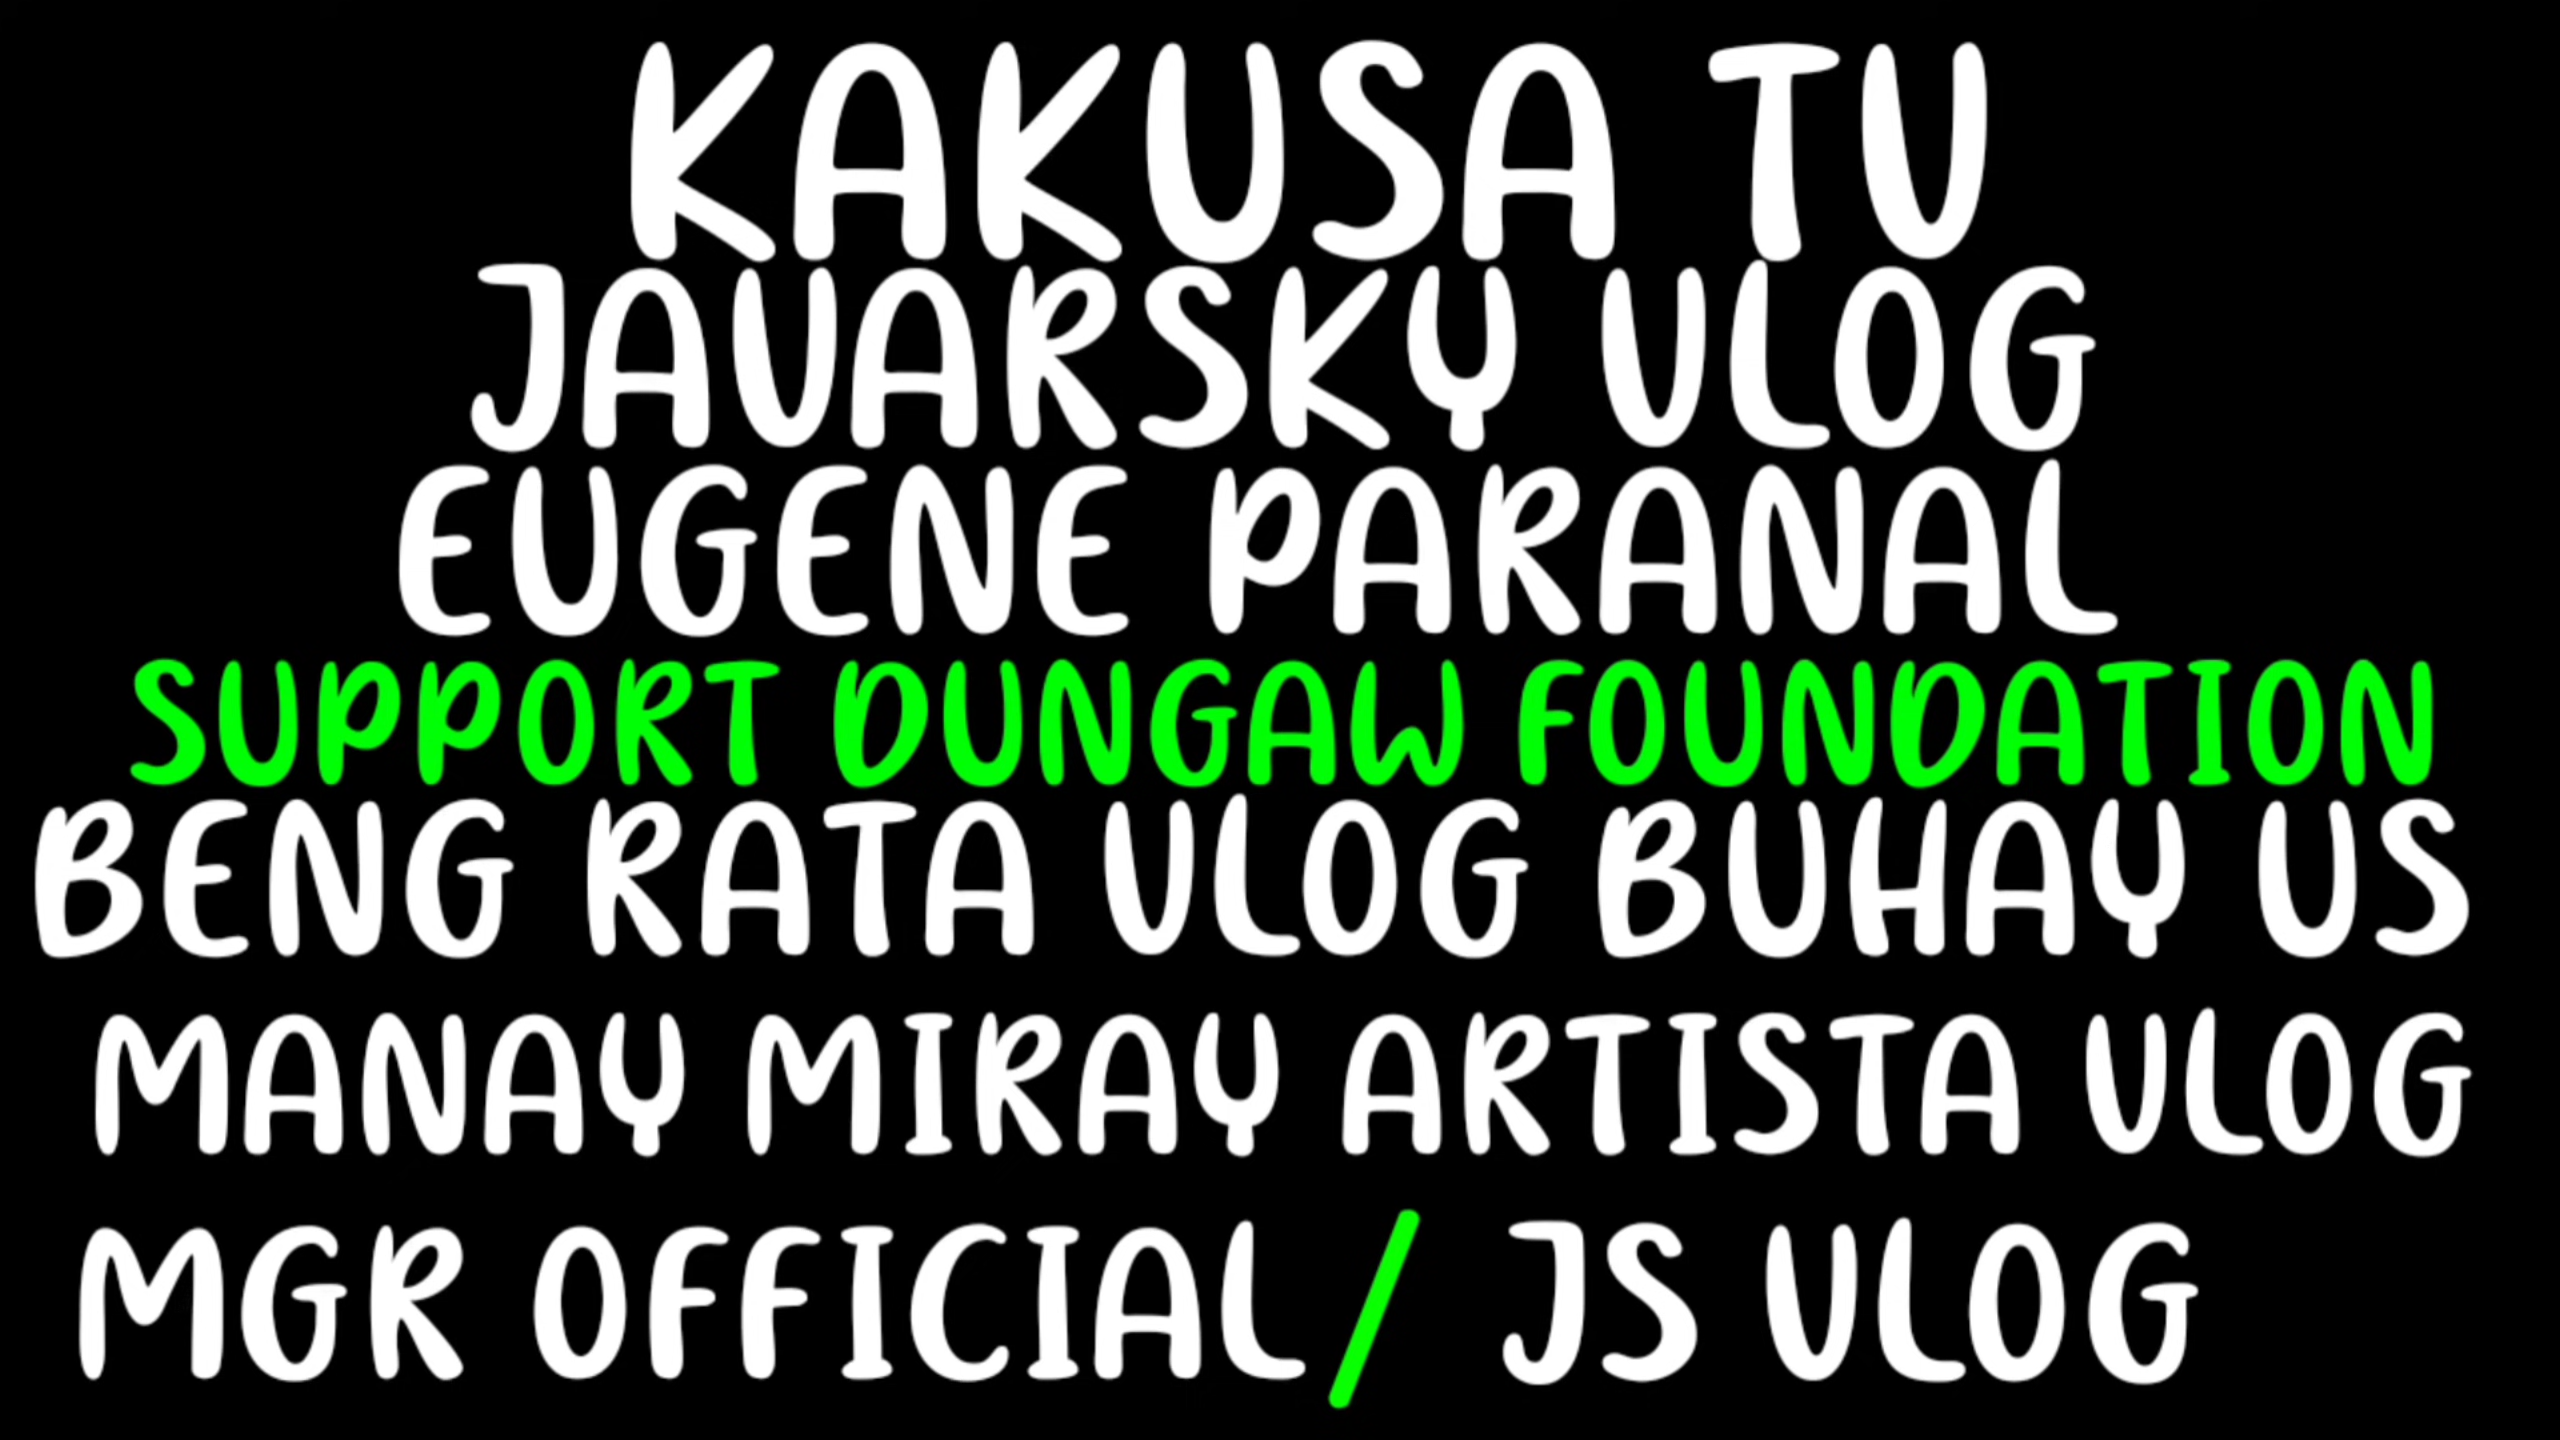 KAKUSA TV
JAVARSKY VLOG
EUGENE PARANAL
SUPPORT DUNGAW FOUNDATION
BENG RATA VLOG BUHAY US
MANAY MIRAY ARTISTA VLOG
MGR OFFICIAL/ JS VLOG